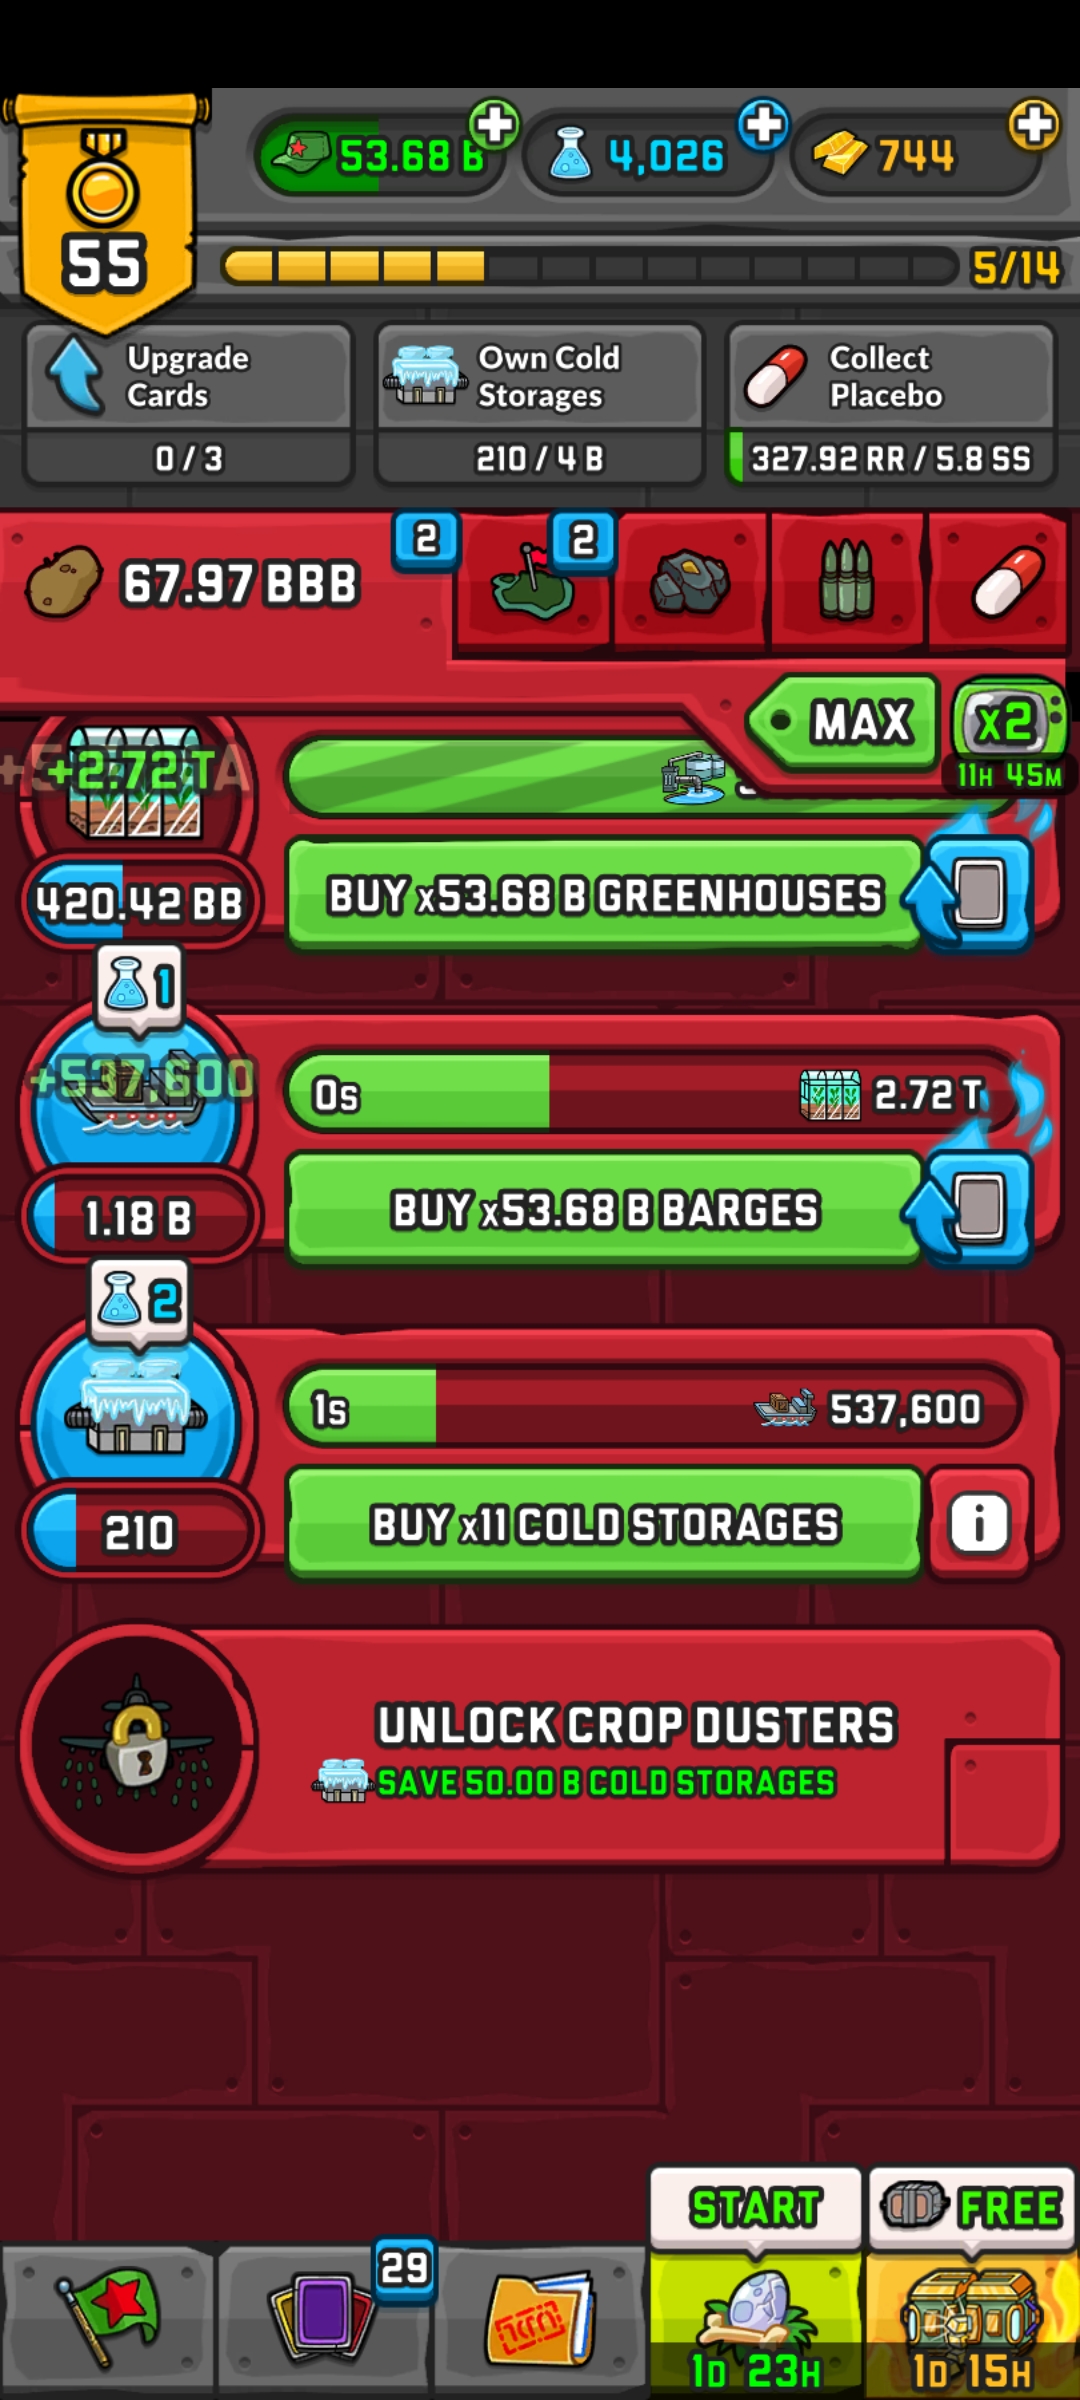 53.68 B
4,026
744
55
5/14
Upgrade
Cards
0 / 3
Own Cold
Storages
210 / 4 B
Collect
Placebo
327.92 RR / 5.8 SS
67.97 BBB
2
2
MAX
x2
11H 45M
+2.72 T
420.42 BB
BUY x53.68 B GREENHOUSES
1
+537,600
0s
2.72 T
1.18 B
BUY x53.68 B BARGES
2
1s
537,600
210
BUY x11 COLD STORAGES
i
UNLOCK CROP DUSTERS
SAVE 50.00 B COLD STORAGES
START
FREE
29
1D 23H
1D 15H